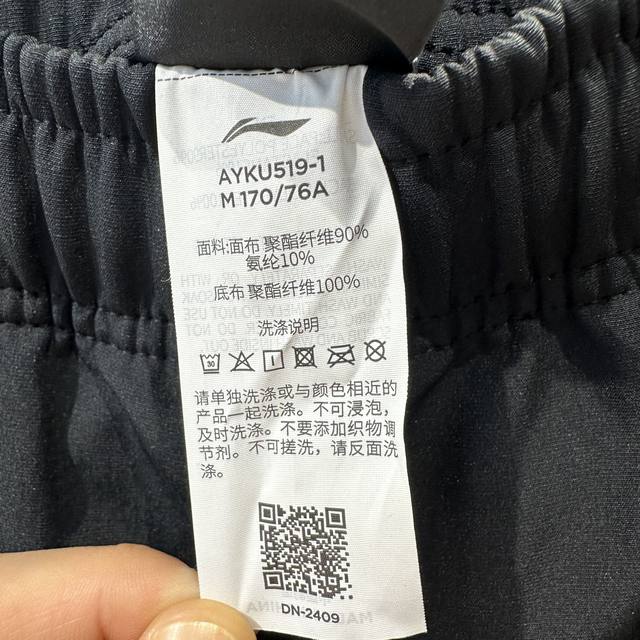 AYKU519-1
M 170/76A
面料:面布 聚酯纤维90%
氨纶10%
底布 聚酯纤维100%
洗涤说明
30
请单独洗涤或与颜色相近的
产品一起洗涤。不可浸泡,
及时洗涤。不要添加织物调
节剂。不可搓洗,请反面洗
涤。
DN-2409